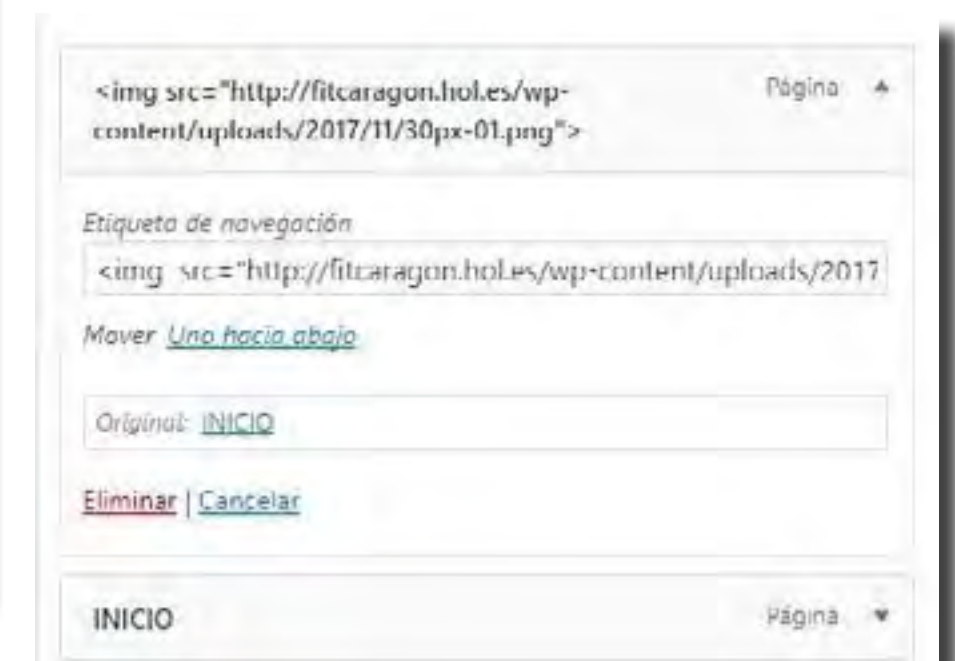 <img src="http://fitcaragon.hol.es/wp- Página
content/uploads/2017/11/30px-01.png">
Etiqueta de navegación
<img src="http://fitcaragon.hol.es/wp-content/uploads/2017
Mover Uno hacia abajo
Original: INICIO
Eliminar | Cancelar
INICIO Página